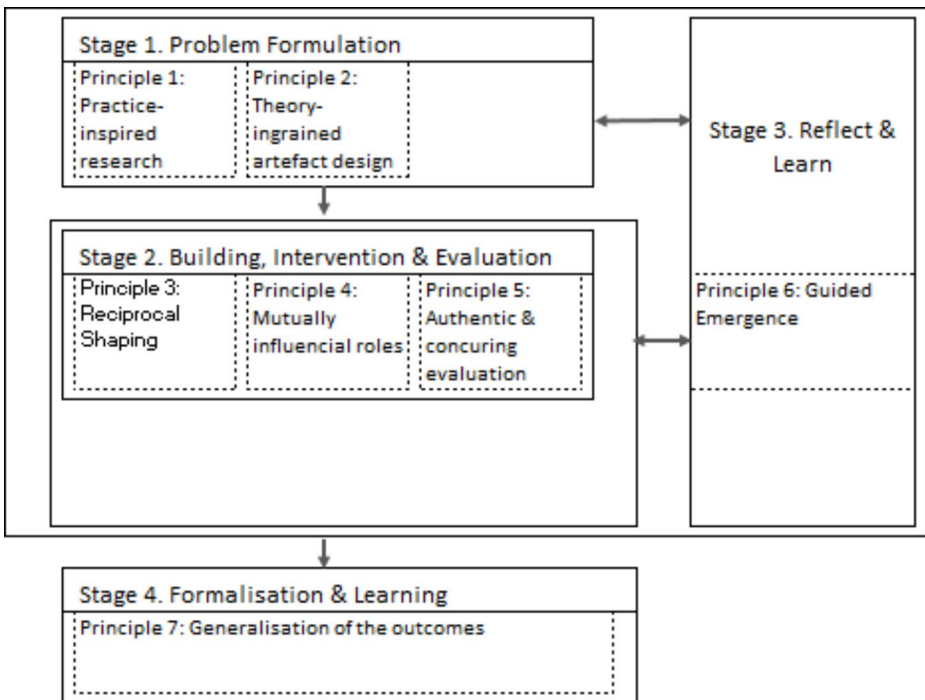 Stage 1. Problem Formulation
Principle 1:
Practice-
inspired
research
Principle 2:
Theory-
ingrained
artefact design
Stage 3. Reflect &
Learn
Stage 2. Building, Intervention & Evaluation
Principle 3:
Reciprocal
Shaping
Principle 4:
Mutually
influencial roles
Principle 5:
Authentic &
concuring
evaluation
Principle 6: Guided
Emergence
Stage 4. Formalisation & Learning
Principle 7: Generalisation of the outcomes